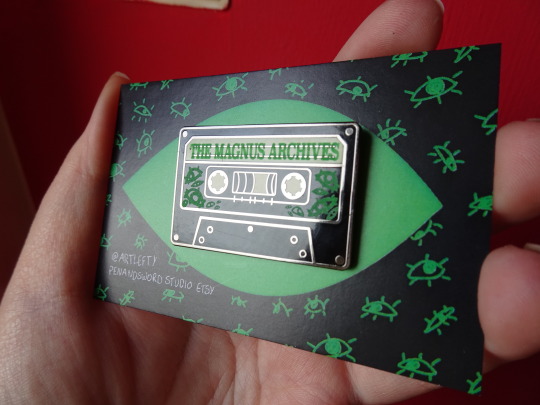 THE MAGNUS ARCHIVES
@ARTLEFTY
PENANDSWORD STUDIO ETSY